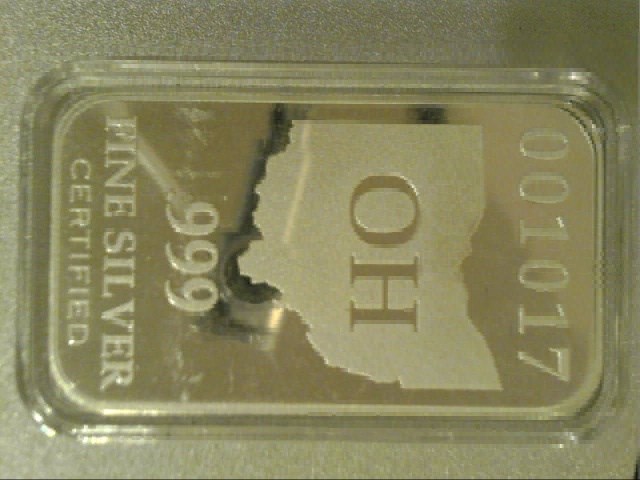 001017
OH
999
FINE SILVER
CERTIFIED